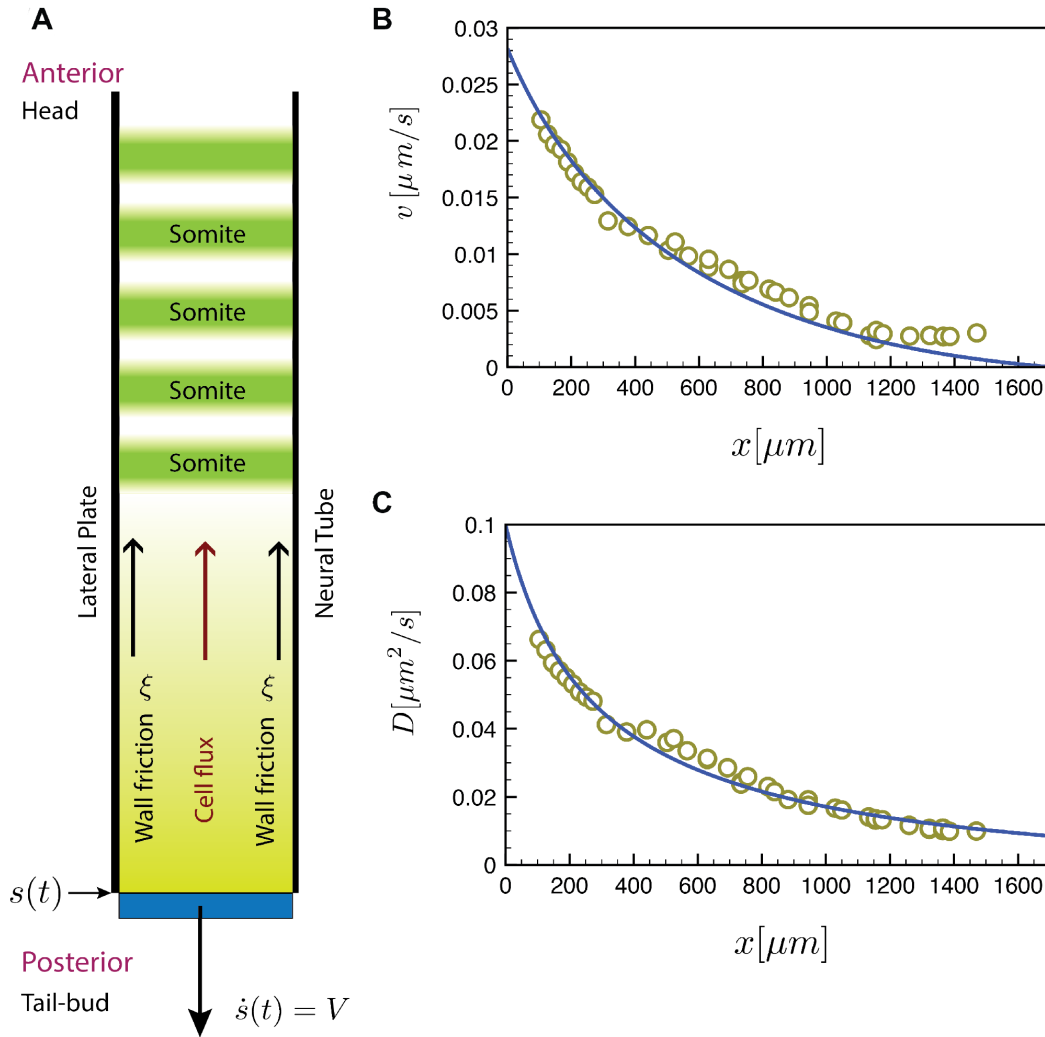 A
Anterior
Head
Somite
Somite
Somite
Somite
Lateral Plate
Neural Tube
Wall friction ξ
Cell flux
Wall friction ξ
s(t)
Posterior
Tail-bud
ṡ(t) = V
B
0.03
0.025
0.02
0.015
0.01
0.005
0
v [μm/s]
0 200 400 600 800 1000 1200 1400 1600
x[μm]
C
0.1
0.08
0.06
0.04
0.02
0
D[μm²/s]
0 200 400 600 800 1000 1200 1400 1600
x[μm]